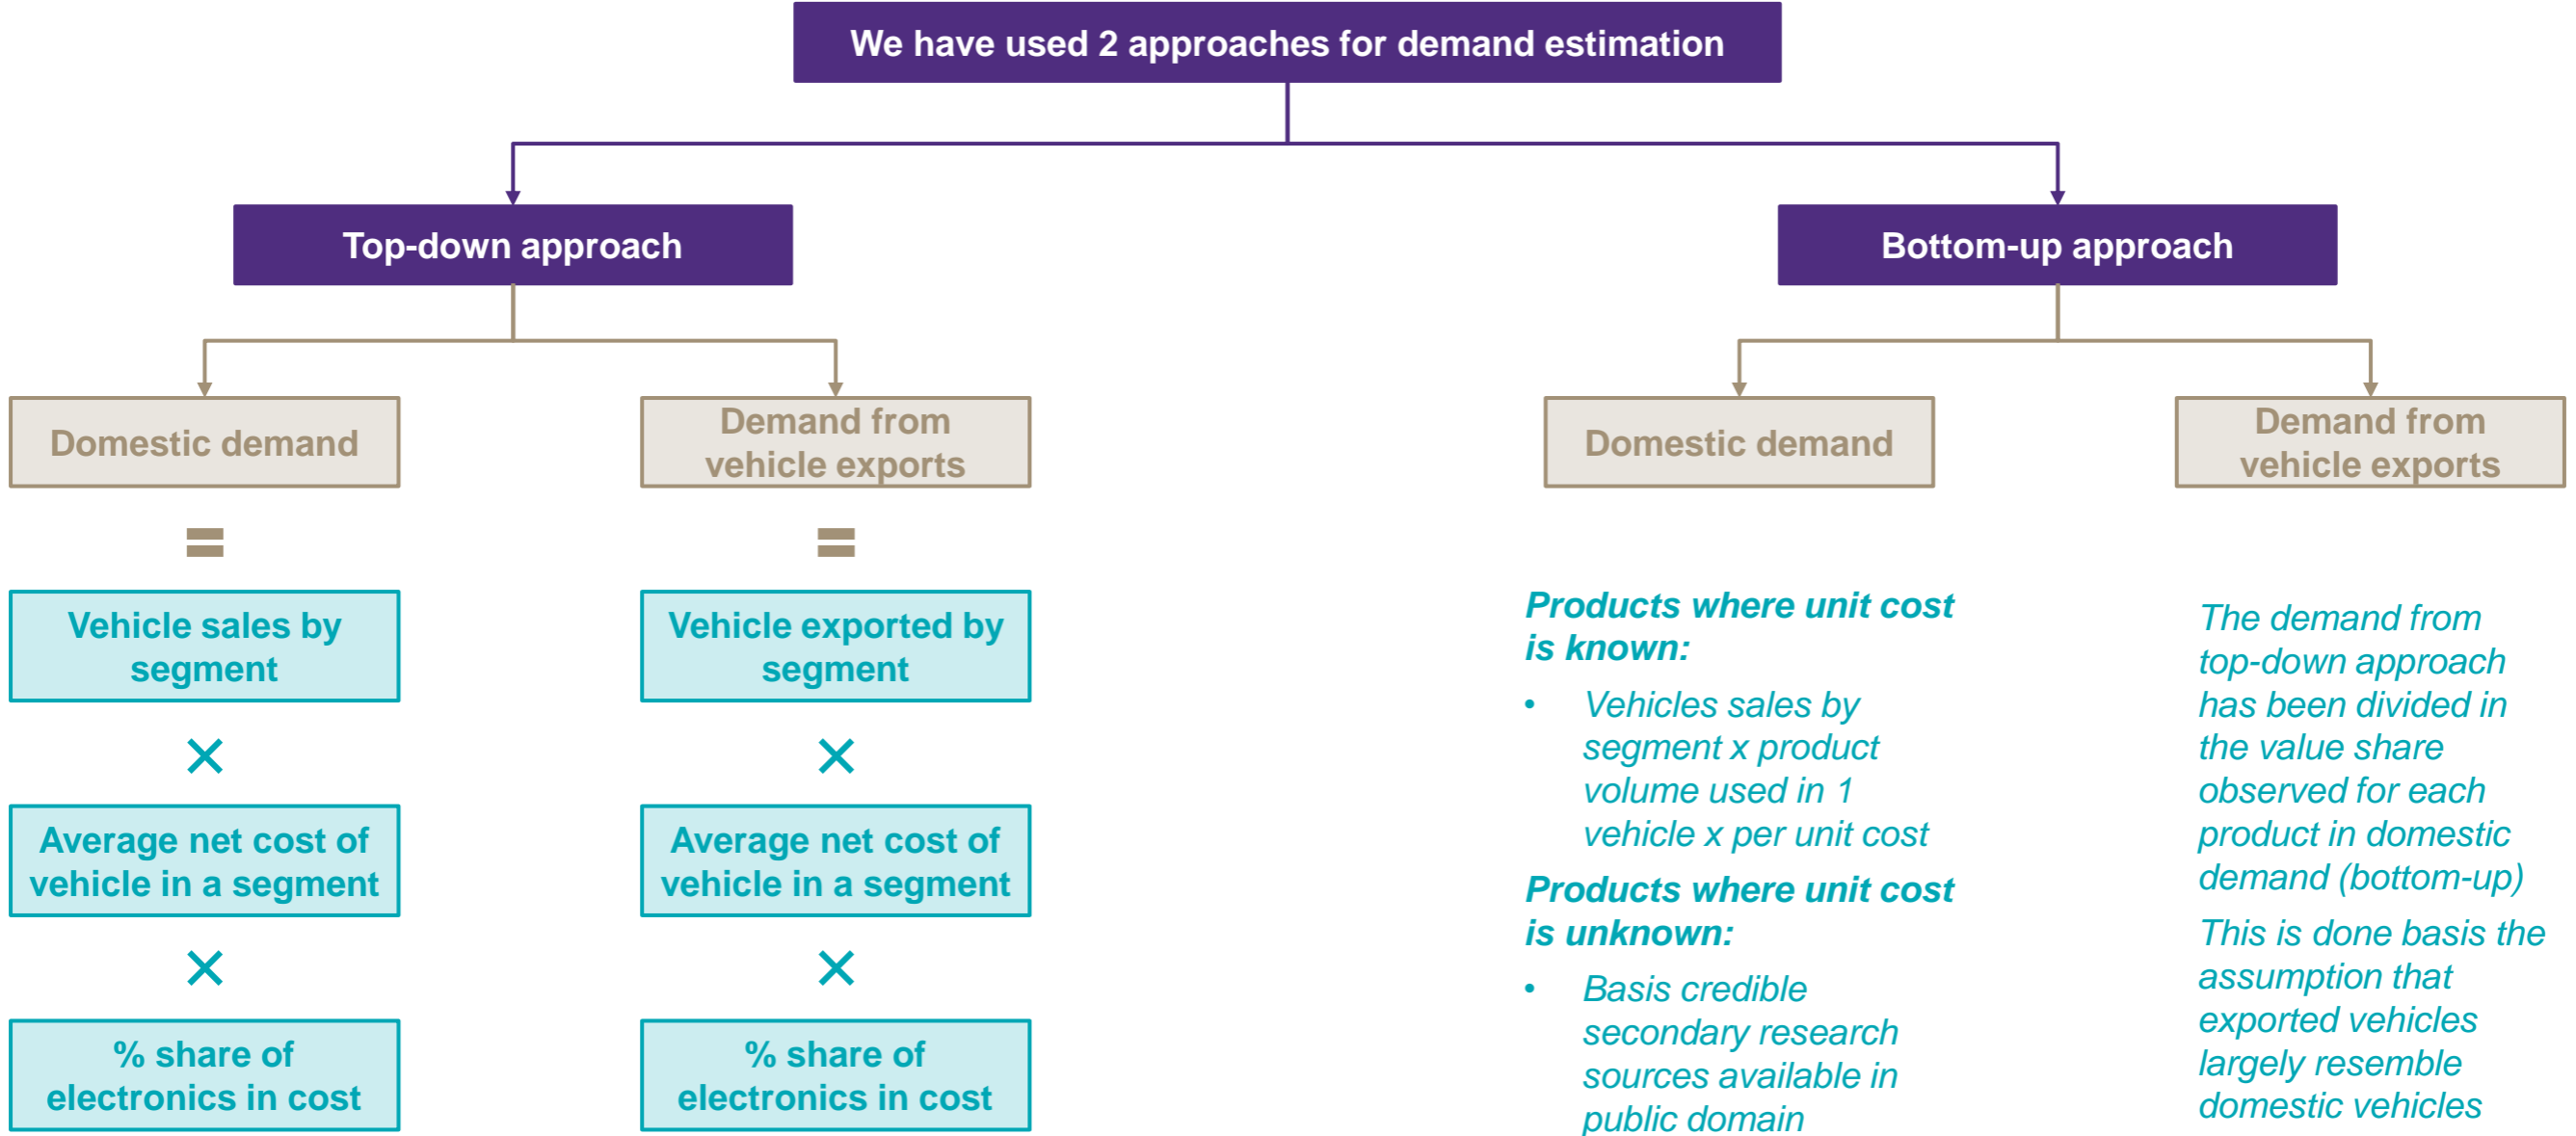 We have used 2 approaches for demand estimation
Top-down approach
Bottom-up approach
Domestic demand
Demand from
vehicle exports
Domestic demand
Demand from
vehicle exports
=
=
Vehicle sales by
segment
×
Average net cost of
vehicle in a segment
×
% share of
electronics in cost
Vehicle exported by
segment
×
Average net cost of
vehicle in a segment
×
% share of
electronics in cost
Products where unit cost
is known:
• Vehicles sales by
segment x product
volume used in 1
vehicle x per unit cost
Products where unit cost
is unknown:
• Basis credible
secondary research
sources available in
public domain
The demand from
top-down approach
has been divided in
the value share
observed for each
product in domestic
demand (bottom-up)
This is done basis the
assumption that
exported vehicles
largely resemble
domestic vehicles